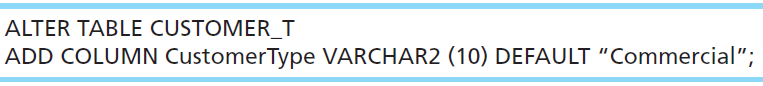 ALTER TABLE CUSTOMER_T
ADD COLUMN CustomerType VARCHAR2 (10) DEFAULT “Commercial”;